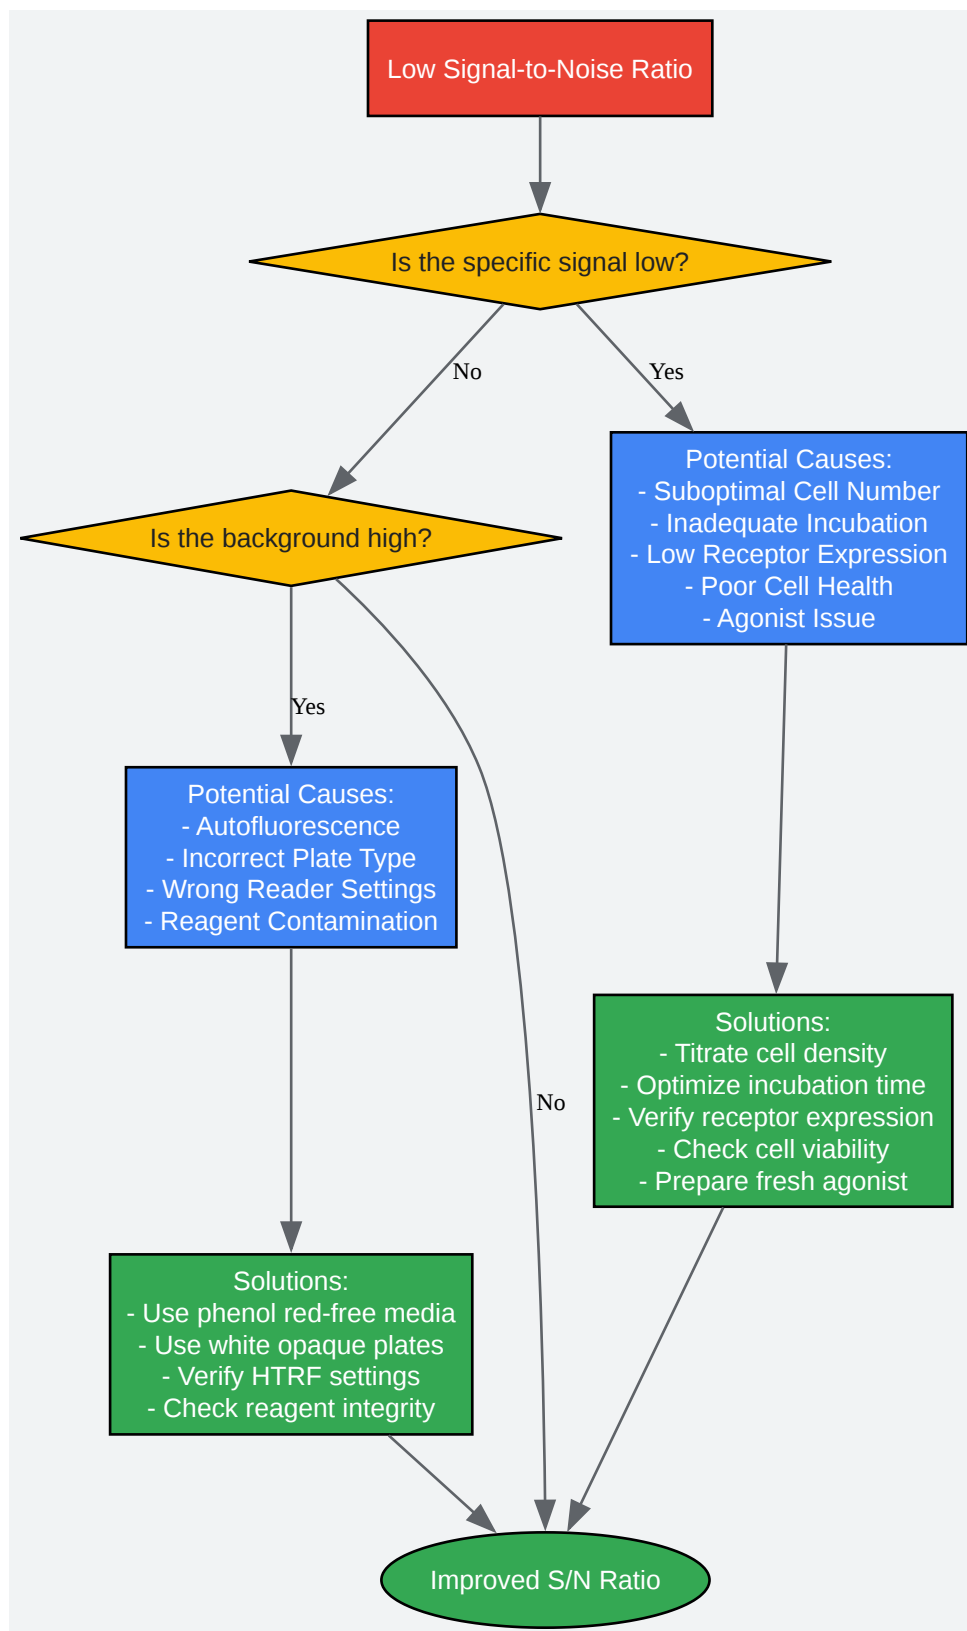 Low Signal-to-Noise Ratio
Is the specific signal low?
No
Yes
Potential Causes:
- Suboptimal Cell Number
- Inadequate Incubation
- Low Receptor Expression
- Poor Cell Health
- Agonist Issue
Is the background high?
Yes
Potential Causes:
- Autofluorescence
- Incorrect Plate Type
- Wrong Reader Settings
- Reagent Contamination
No
Solutions:
- Titrate cell density
- Optimize incubation time
- Verify receptor expression
- Check cell viability
- Prepare fresh agonist
Solutions:
- Use phenol red-free media
- Use white opaque plates
- Verify HTRF settings
- Check reagent integrity
Improved S/N Ratio